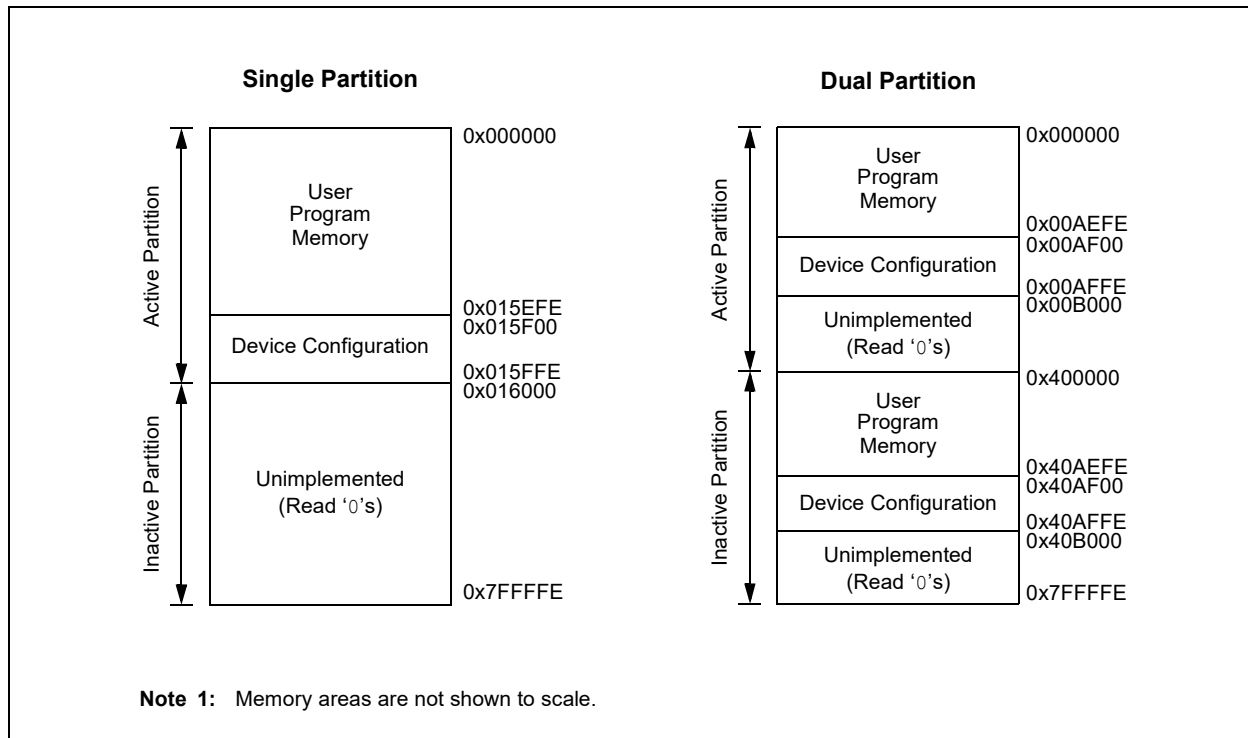 Single Partition
Active Partition
Inactive Partition
User
Program
Memory
Device Configuration
Unimplemented
(Read ‘0’s)
0x000000
0x015EFE
0x015F00
0x015FFE
0x016000
0x7FFFFE
Dual Partition
Active Partition
Inactive Partition
User
Program
Memory
Device Configuration
Unimplemented
(Read ‘0’s)
User
Program
Memory
Device Configuration
Unimplemented
(Read ‘0’s)
0x000000
0x00AEFE
0x00AF00
0x00AFFE
0x00B000
0x400000
0x40AEFE
0x40AF00
0x40AFFE
0x40B000
0x7FFFFE
Note 1: Memory areas are not shown to scale.